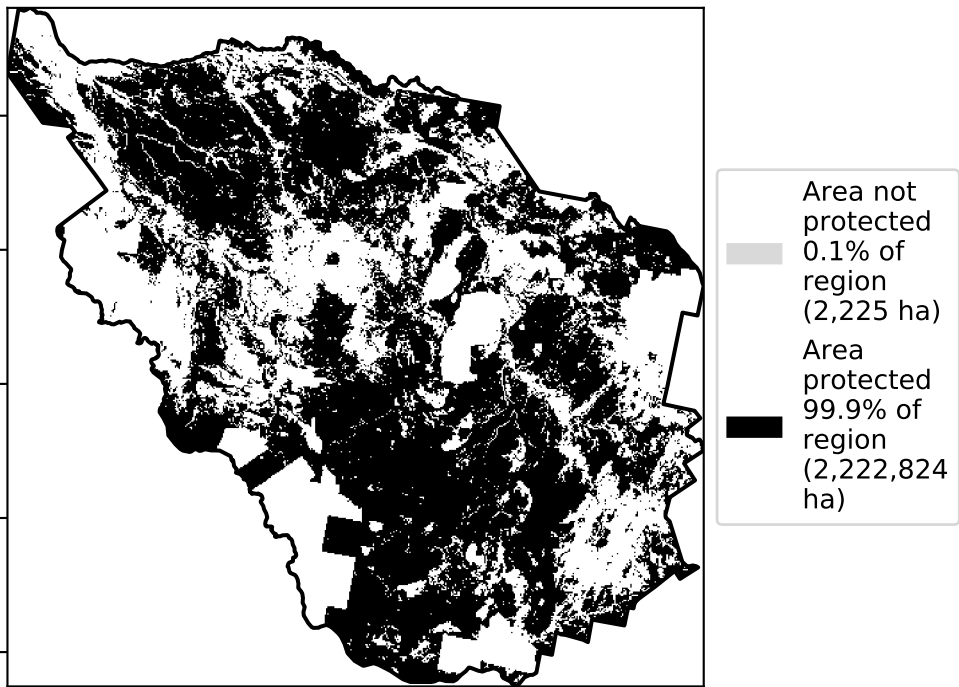 Area not
protected
0.1% of
region
(2,225 ha)
Area
protected
99.9% of
region
(2,222,824
ha)